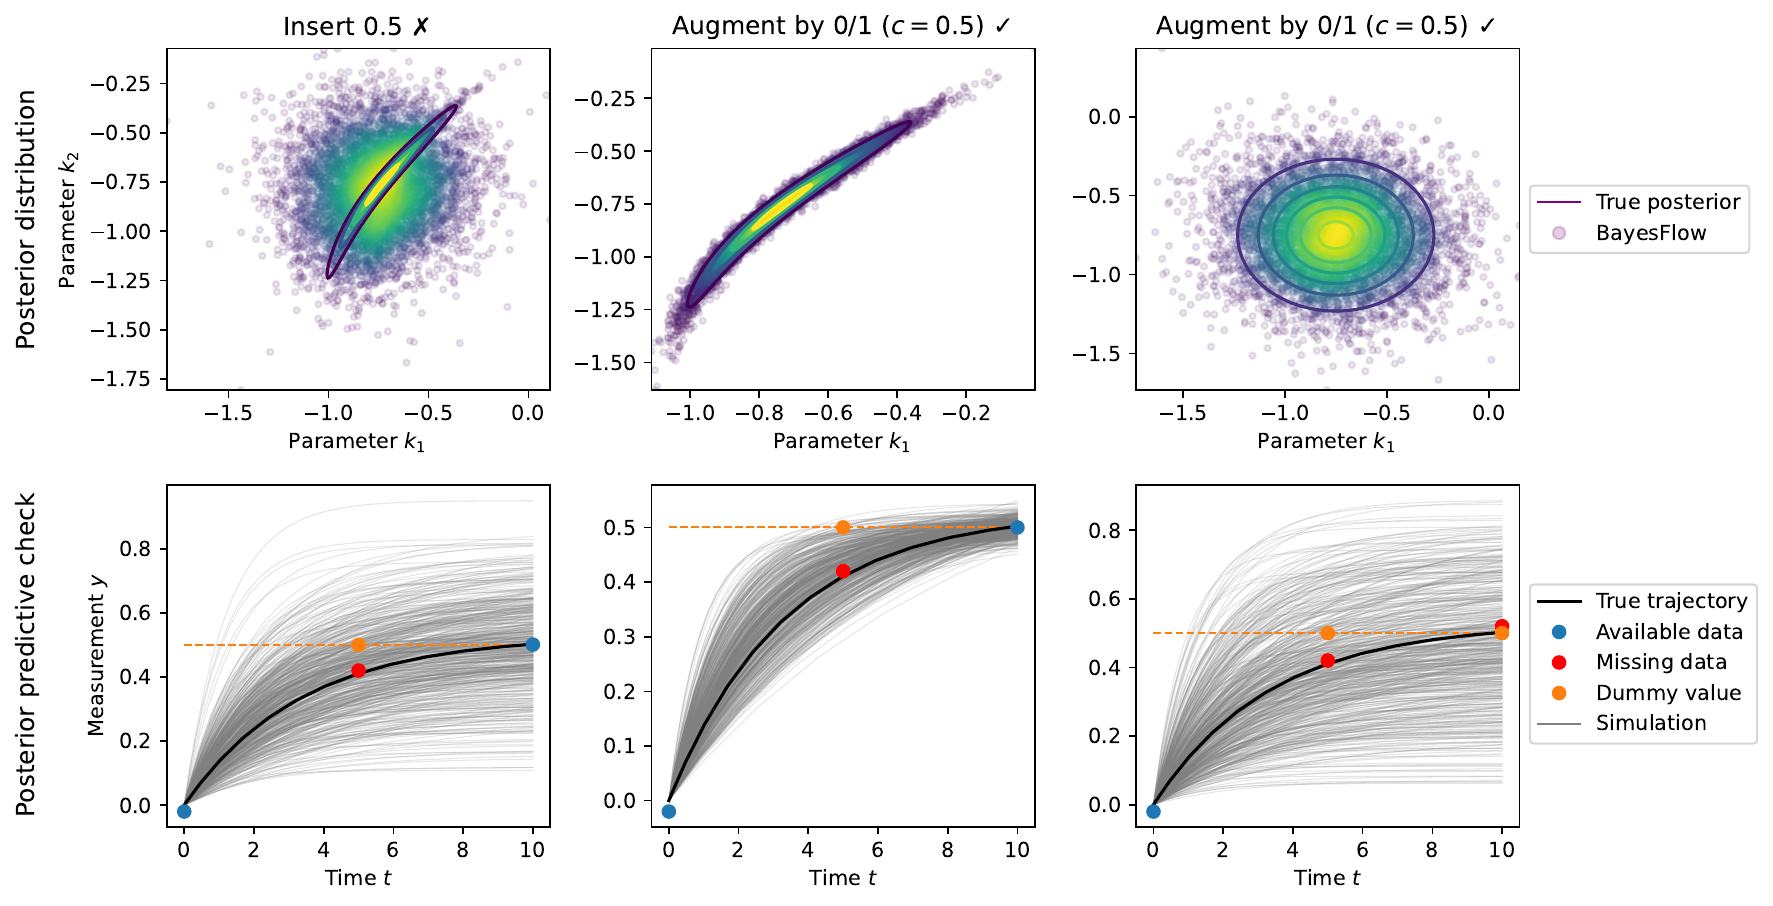 Insert 0.5 ✗
Augment by 0/1 (c = 0.5) ✓
Augment by 0/1 (c = 0.5) ✓
Posterior distribution
Parameter k₂
−0.25
−0.50
−0.75
−1.00
−1.25
−1.50
−1.75
−1.5 −1.0 −0.5 0.0
Parameter k₁
−0.25
−0.50
−0.75
−1.00
−1.25
−1.50
−1.0 −0.8 −0.6 −0.4 −0.2
Parameter k₁
0.0
−0.5
−1.0
−1.5
−1.5 −1.0 −0.5 0.0
Parameter k₁
True posterior
BayesFlow
Posterior predictive check
Measurement y
0.8
0.6
0.4
0.2
0.0
0 2 4 6 8 10
Time t
0.5
0.4
0.3
0.2
0.1
0.0
0 2 4 6 8 10
Time t
0.8
0.6
0.4
0.2
0.0
0 2 4 6 8 10
Time t
True trajectory
Available data
Missing data
Dummy value
Simulation